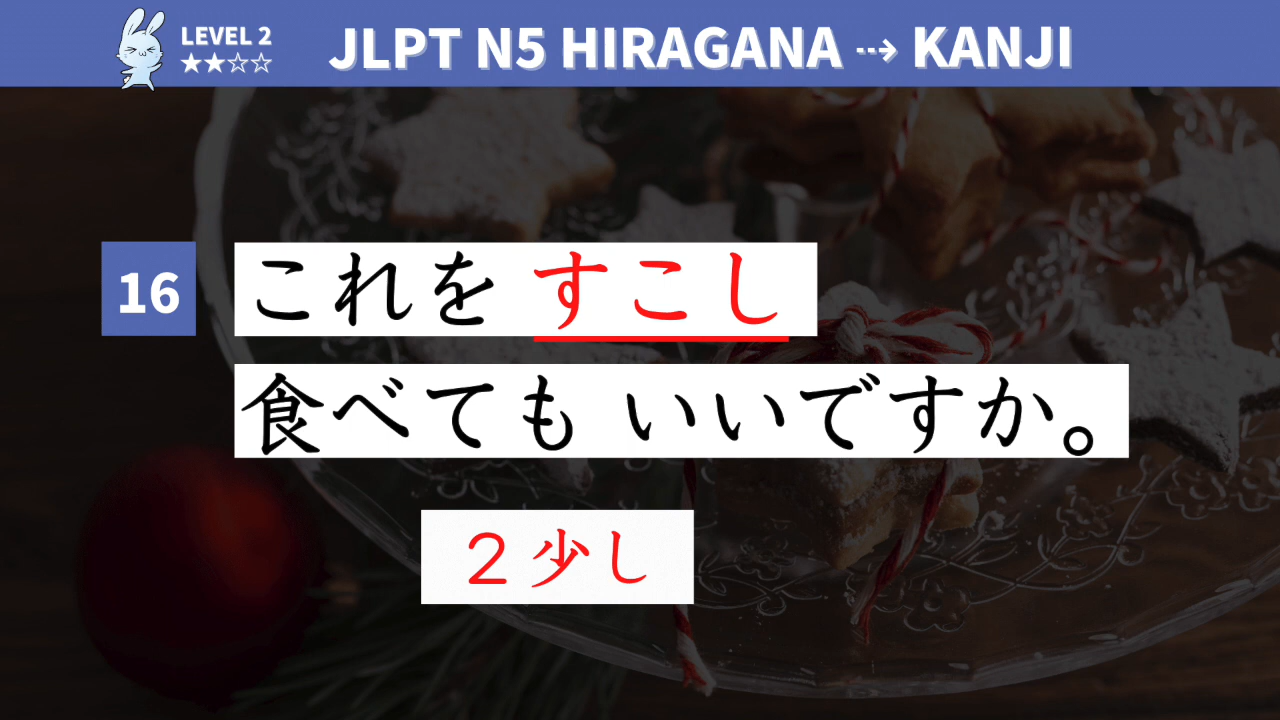 LEVEL 2
★★☆☆
JLPT N5 HIRAGANA ⇢ KANJI
16
これを すこし
食べても いいですか。
２ 少し